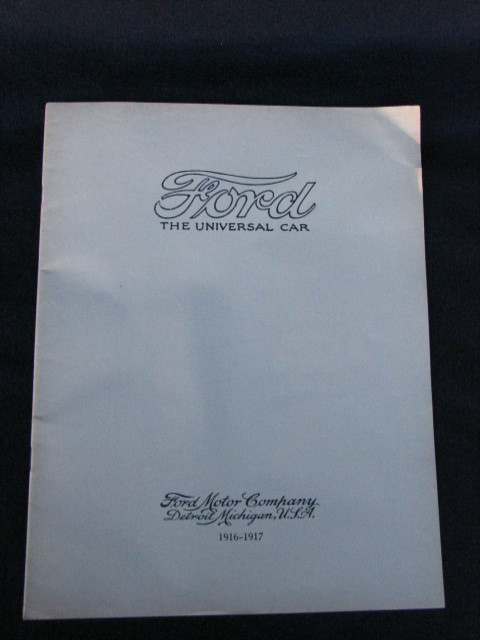 Ford
THE UNIVERSAL CAR
Ford Motor Company
Detroit, Michigan, U.S.A.
1916-1917